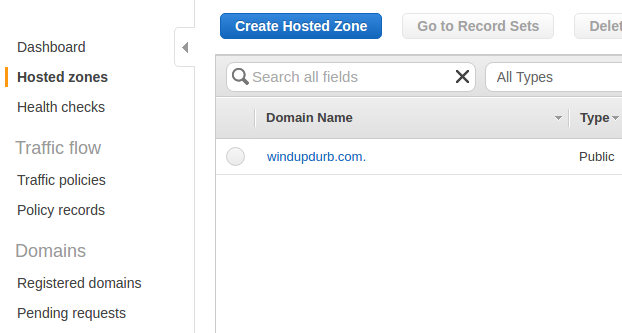 Dashboard
Hosted zones
Health checks
Traffic flow
Traffic policies
Policy records
Domains
Registered domains
Pending requests
Create Hosted Zone
Go to Record Sets
Search all fields
All Types
Domain Name
Type
windupdurb.com.
Public